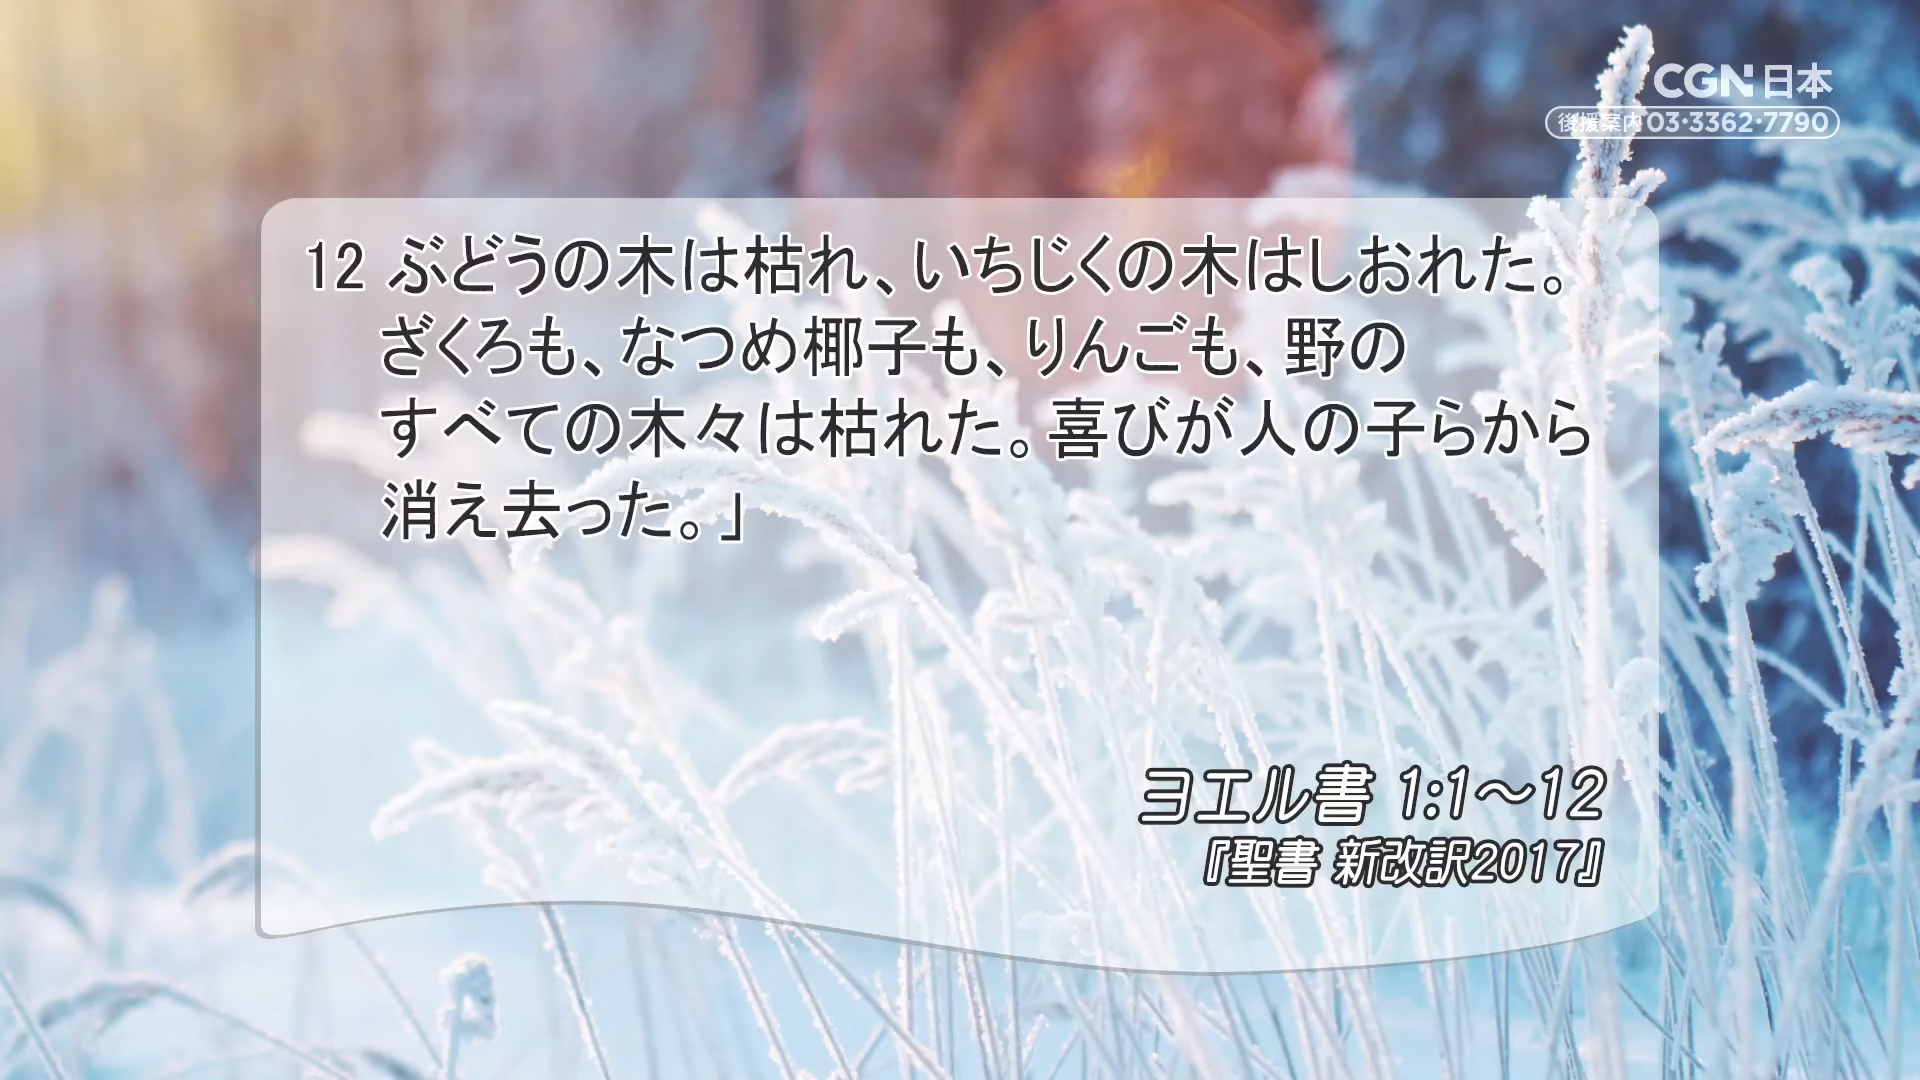 CGN日本
後援案内 03·3362·7790
12 ぶどうの木は枯れ、いちじくの木はしおれた。
ざくろも、なつめ椰子も、りんごも、野の
すべての木々は枯れた。喜びが人の子らから
消え去った。」
ヨエル書 1:1〜12
『聖書 新改訳2017』